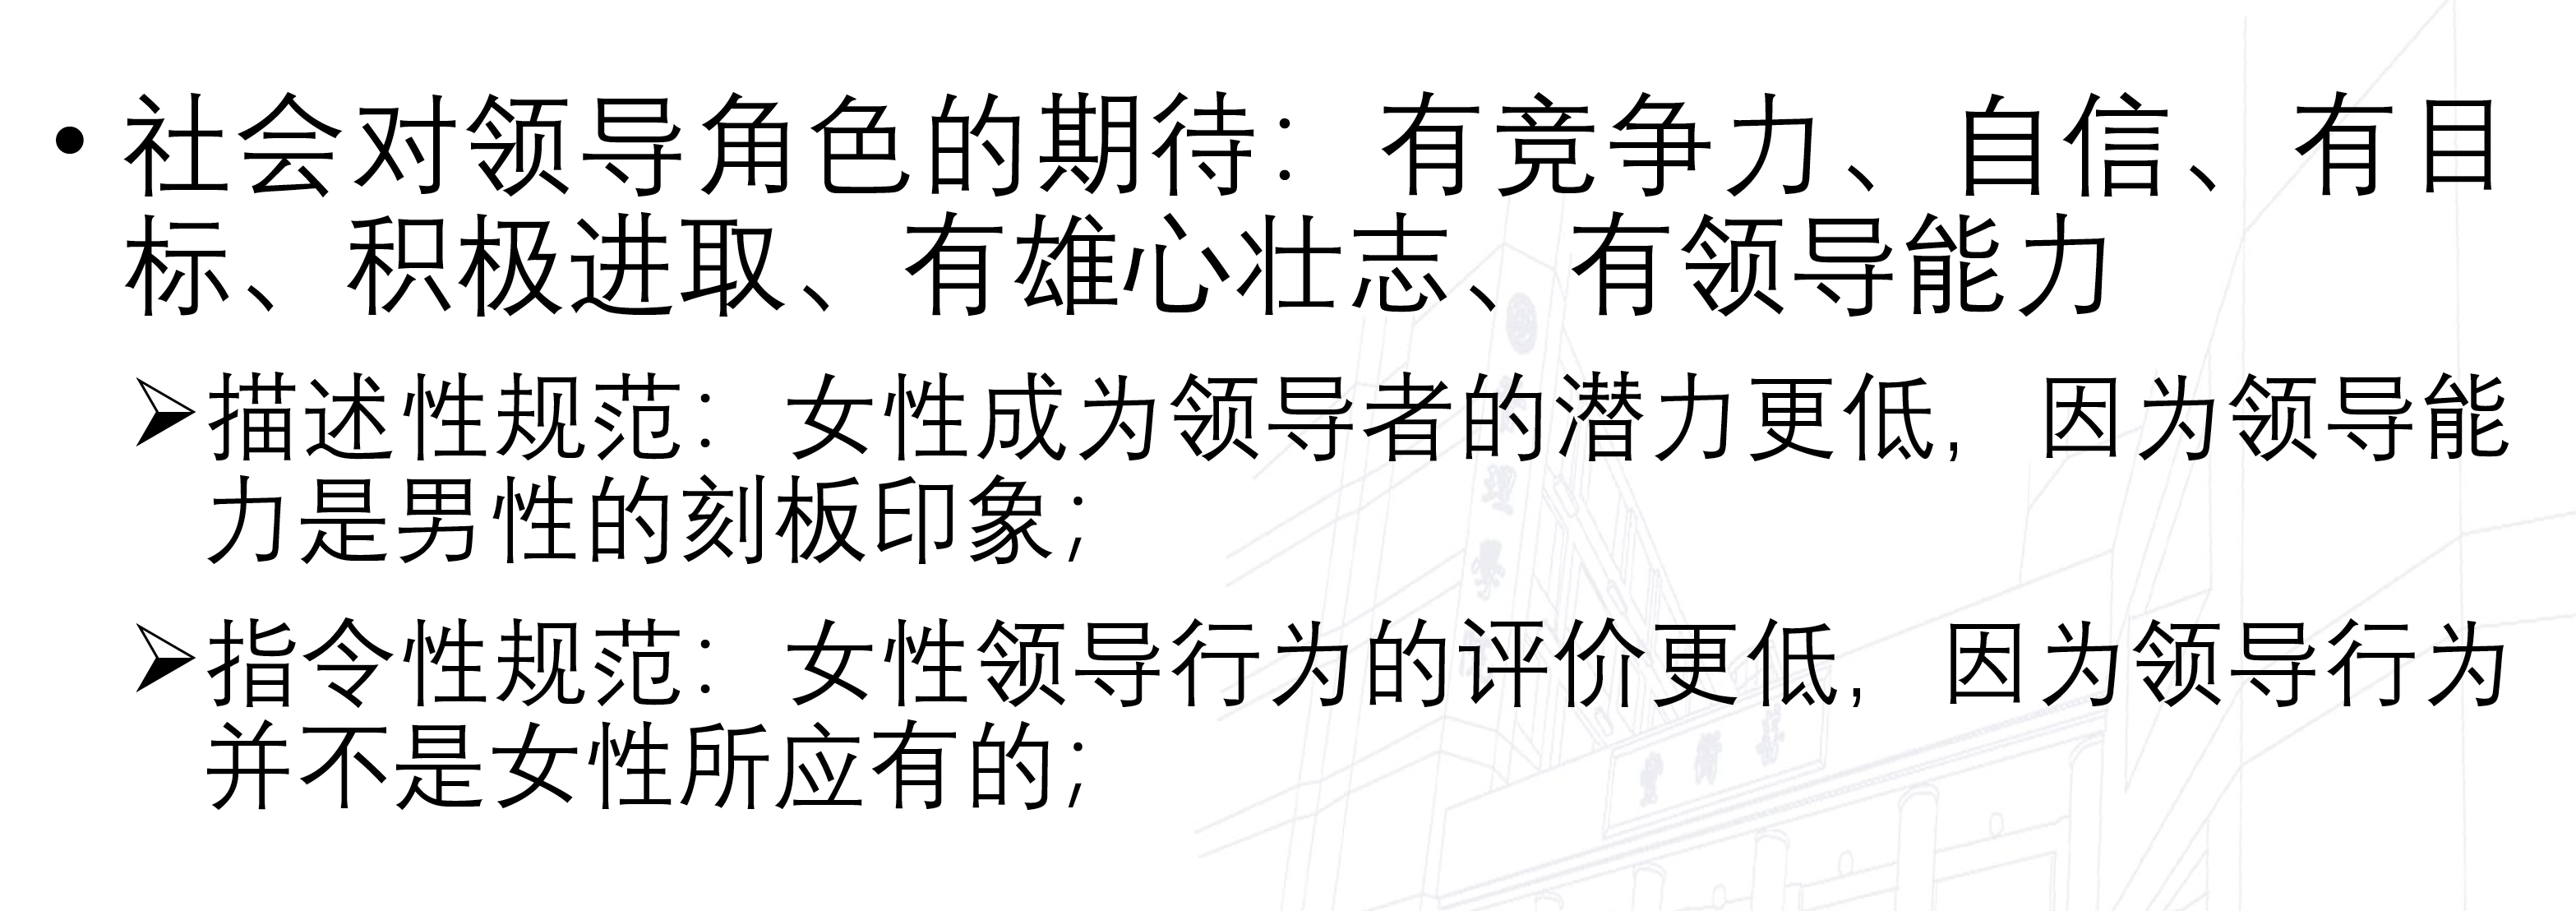 • 社会对领导角色的期待：有竞争力、自信、有目
标、积极进取、有雄心壮志、有领导能力
➢描述性规范：女性成为领导者的潜力更低，因为领导能
力是男性的刻板印象；
➢指令性规范：女性领导行为的评价更低，因为领导行为
并不是女性所应有的；